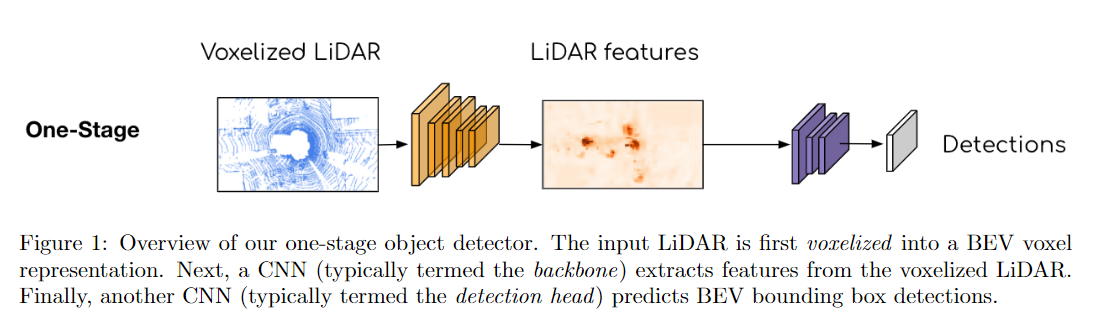 Voxelized LiDAR
LiDAR features
One-Stage
Detections
Figure 1: Overview of our one-stage object detector. The input LiDAR is first voxelized into a BEV voxel
representation. Next, a CNN (typically termed the backbone) extracts features from the voxelized LiDAR.
Finally, another CNN (typically termed the detection head) predicts BEV bounding box detections.